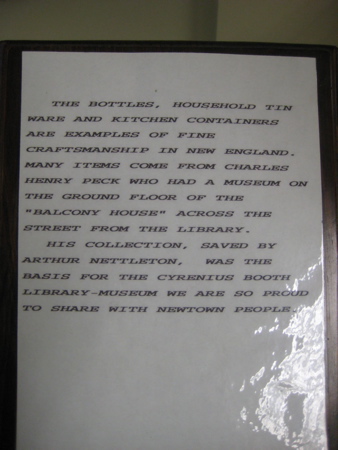 THE BOTTLES, HOUSEHOLD TIN
WARE AND KITCHEN CONTAINERS
ARE EXAMPLES OF FINE
CRAFTSMANSHIP IN NEW ENGLAND.
MANY ITEMS COME FROM CHARLES
HENRY PECK WHO HAD A MUSEUM ON
THE GROUND FLOOR OF THE
"BALCONY HOUSE" ACROSS THE
STREET FROM THE LIBRARY.
HIS COLLECTION, SAVED BY
ARTHUR NETTLETON, WAS THE
BASIS FOR THE CYRENIUS BOOTH
LIBRARY-MUSEUM WE ARE SO PROUD
TO SHARE WITH NEWTOWN PEOPLE.